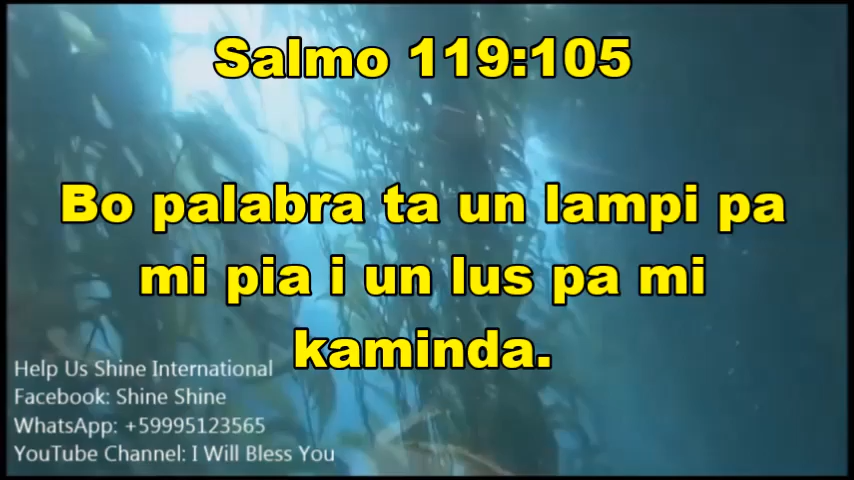 Salmo 119:105
Bo palabra ta un lampi pa
mi pia i un lus pa mi
kaminda.
Help Us Shine International
Facebook: Shine Shine
WhatsApp: +59995123565
YouTube Channel: I Will Bless You